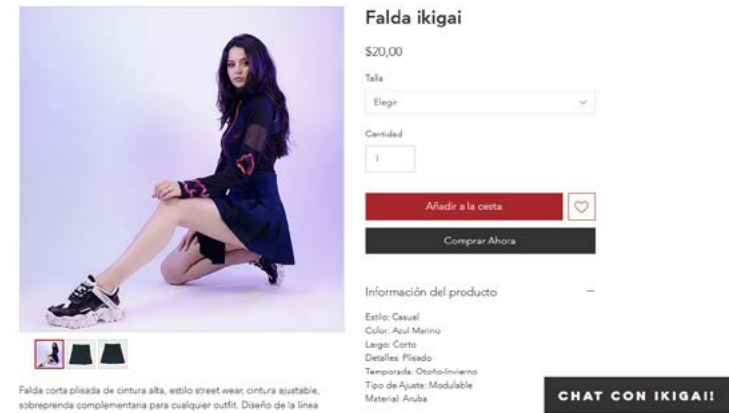 Falda ikigai
$20,00
Talla
Elegir
Cantidad
1
Añadir a la cesta
Comprar Ahora
Información del producto
Estilo: Casual
Color: Azul Marino
Largo: Corto
Detalles: Plisado
Temporada: Otoño-Invierno
Tipo de Ajuste: Modulable
Material: Aruba
Falda corta plisada de cintura alta, estilo street wear, cintura ajustable,
sobreprenda complementaria para cualquier outfit. Diseño de la línea
CHAT CON IKIGAI!